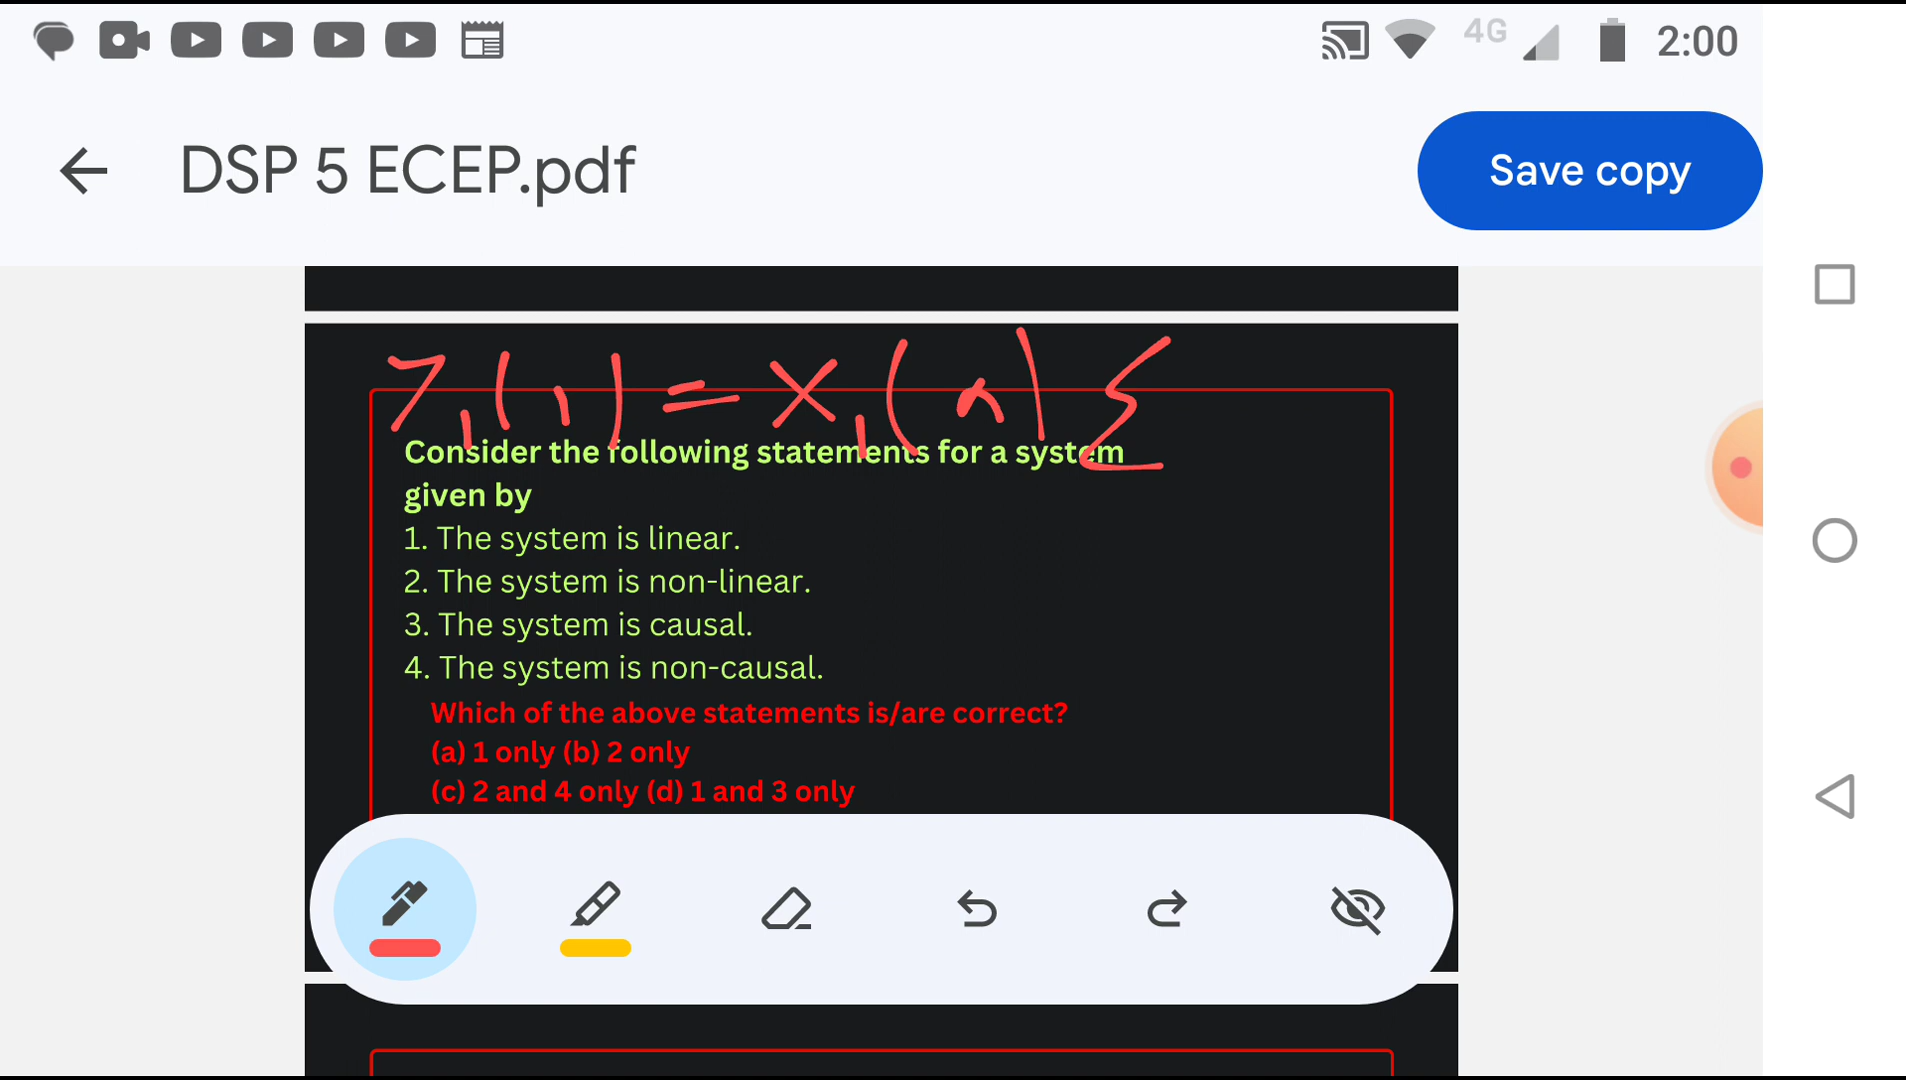 4G 2:00
DSP 5 ECEP.pdf
Save copy
Consider the following statements for a system
given by
1. The system is linear.
2. The system is non-linear.
3. The system is causal.
4. The system is non-causal.
Which of the above statements is/are correct?
(a) 1 only (b) 2 only
(c) 2 and 4 only (d) 1 and 3 only